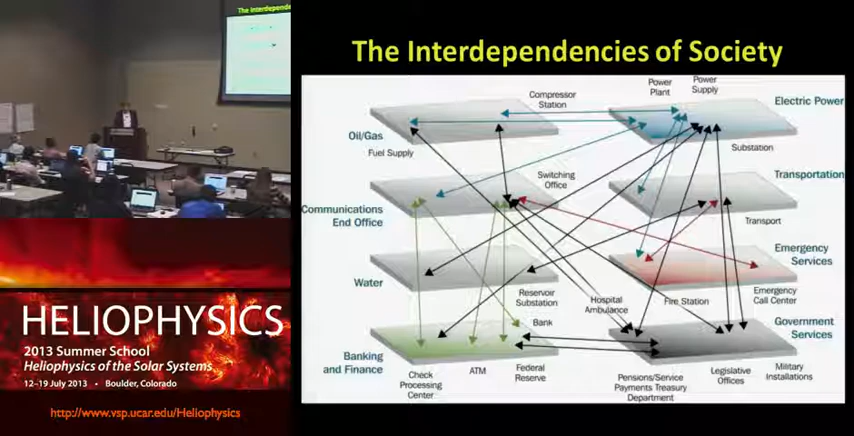 The Interdepende
HELIOPHYSICS
2013 Summer School
Heliophysics of the Solar Systems
12–19 July 2013 • Boulder, Colorado
http://www.vsp.ucar.edu/Heliophysics
The Interdependencies of Society
Compressor
Station
Oil/Gas
Fuel Supply
Power
Plant
Power
Supply
Electric Power
Substation
Switching
Office
Communications
End Office
Transportation
Transport
Water
Reservoir
Substation
Emergency
Services
Hospital
Ambulance
Fire Station
Emergency
Call Center
Bank
Banking
and Finance
Check
Processing
Center
ATM
Federal
Reserve
Government
Services
Pensions/Service
Payments Treasury
Department
Legislative
Offices
Military
Installations